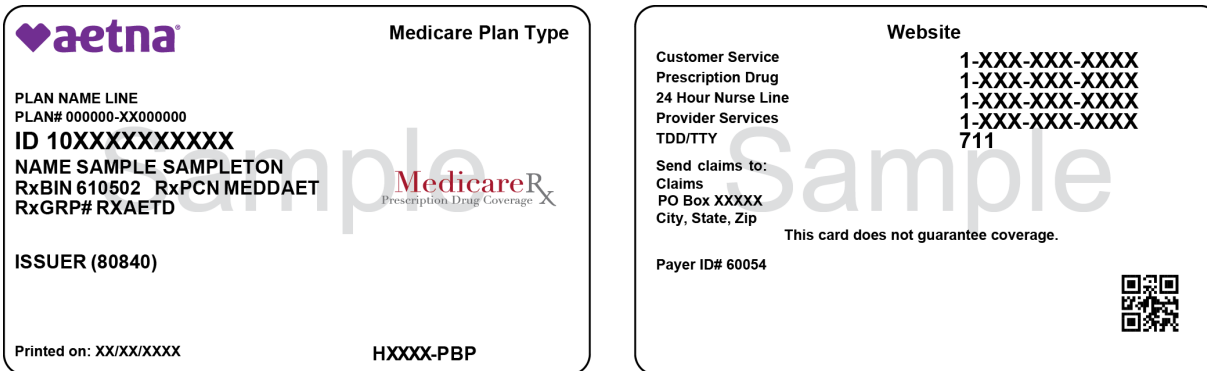 aetna®
Medicare Plan Type
PLAN NAME LINE
PLAN# 000000-XX000000
ID 10XXXXXXXXXX
NAME SAMPLE SAMPLETON
RxBIN 610502 RxPCN MEDDAET
RxGRP# RXAETD
MedicareRx
Prescription Drug Coverage
ISSUER (80840)
Printed on: XX/XX/XXXX
HXXXX-PBP
Sample
Website
Customer Service 1-XXX-XXX-XXXX
Prescription Drug 1-XXX-XXX-XXXX
24 Hour Nurse Line 1-XXX-XXX-XXXX
Provider Services 1-XXX-XXX-XXXX
TDD/TTY 711
Send claims to:
Claims
PO Box XXXXX
City, State, Zip
This card does not guarantee coverage.
Payer ID# 60054
Sample